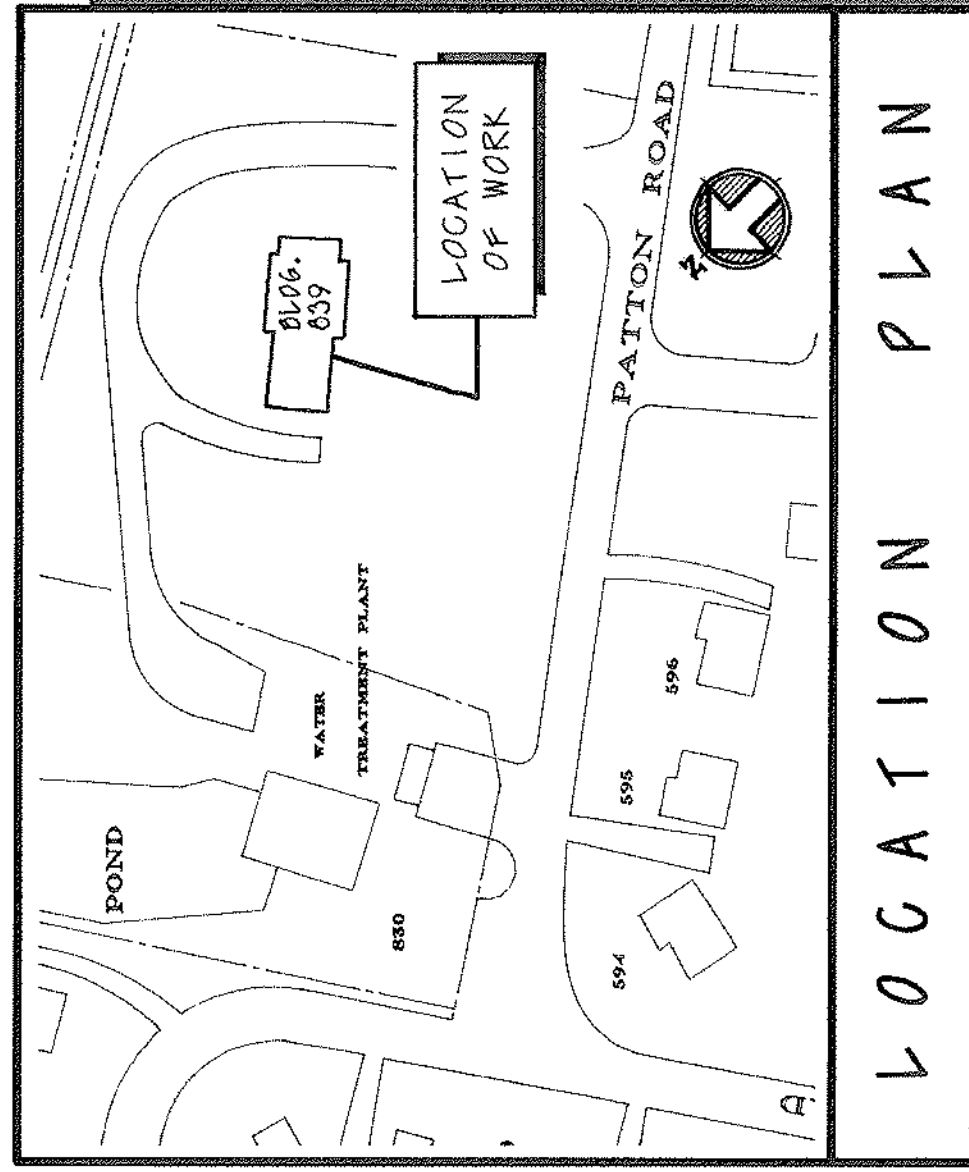 LOCATION
OF WORK
BLDG.
839
PATTON ROAD
N
WATER
TREATMENT PLANT
POND
830
596
595
594
LOCATION PLAN